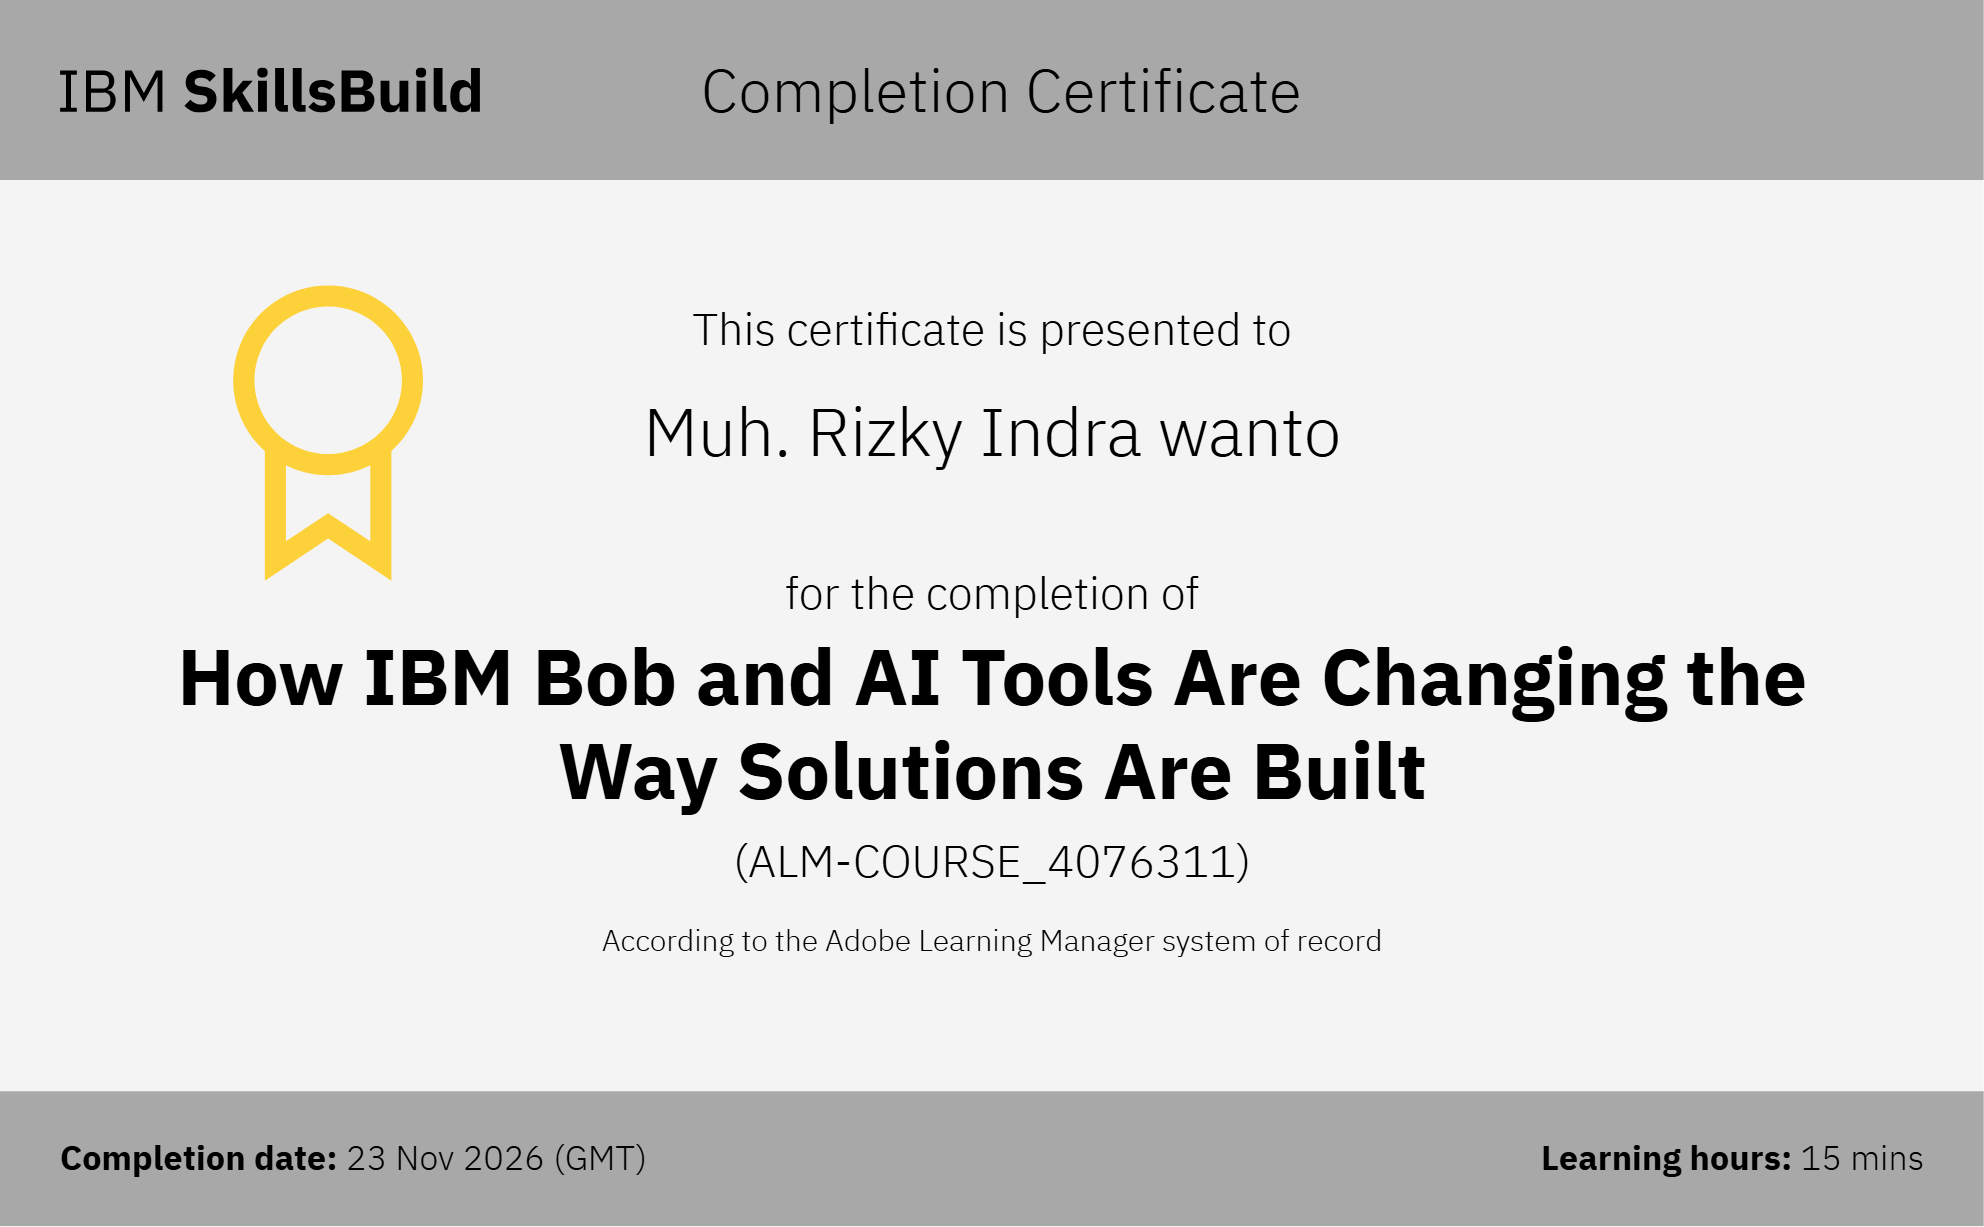 IBM SkillsBuild
Completion Certificate
This certificate is presented to
Muh. Rizky Indra wanto
for the completion of
How IBM Bob and AI Tools Are Changing the
Way Solutions Are Built
(ALM-COURSE_4076311)
According to the Adobe Learning Manager system of record
Completion date: 23 Nov 2026 (GMT)
Learning hours: 15 mins